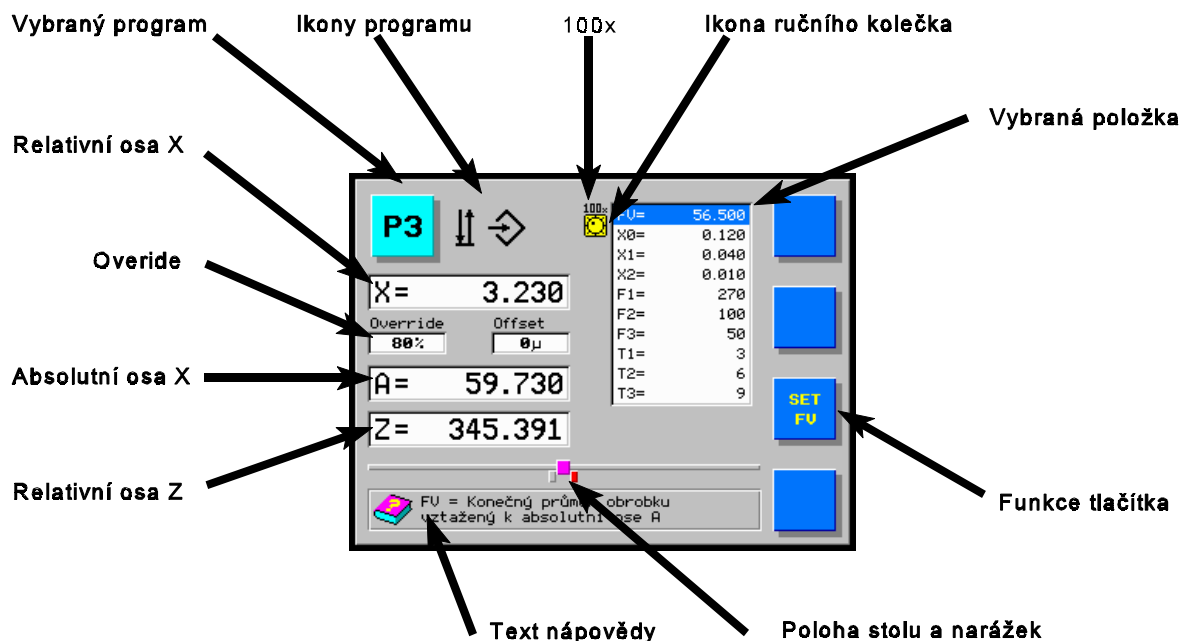 Vybraný program
Ikony programu
100x
Ikona ručního kolečka
Vybraná položka
Relativní osa X
Overide
Absolutní osa X
Relativní osa Z
P3
100x
X= 3.230
Override
Offset
80%
0µ
A= 59.730
Z= 345.391
FV= 56.500
X0= 0.120
X1= 0.040
X2= 0.010
F1= 270
F2= 100
F3= 50
T1= 3
T2= 6
T3= 9
SET
FV
FV = Konečný průměr obrobku
vztažený k absolutní ose A
Funkce tlačítka
Text nápovědy
Poloha stolu a narážek